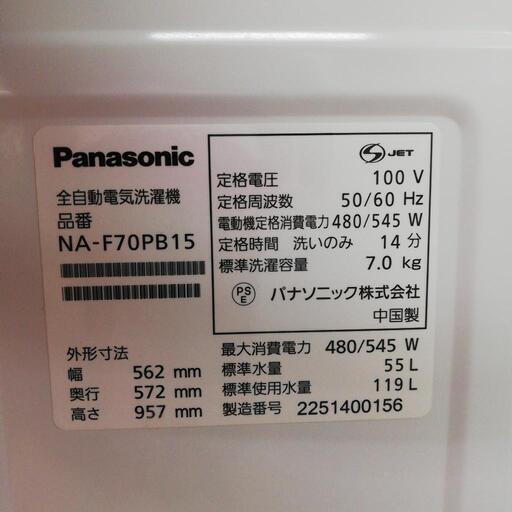 Panasonic
全自動電気洗濯機
品番
NA-F70PB15
外形寸法
幅 562 mm
奥行 572 mm
高さ 957 mm
S JET
定格電圧 100 V
定格周波数 50/60 Hz
電動機定格消費電力 480/545 W
定格時間 洗いのみ 14 分
標準洗濯容量 7.0 kg
PS E パナソニック株式会社
中国製
最大消費電力 480/545 W
標準水量 55 L
標準使用水量 119 L
製造番号 2251400156